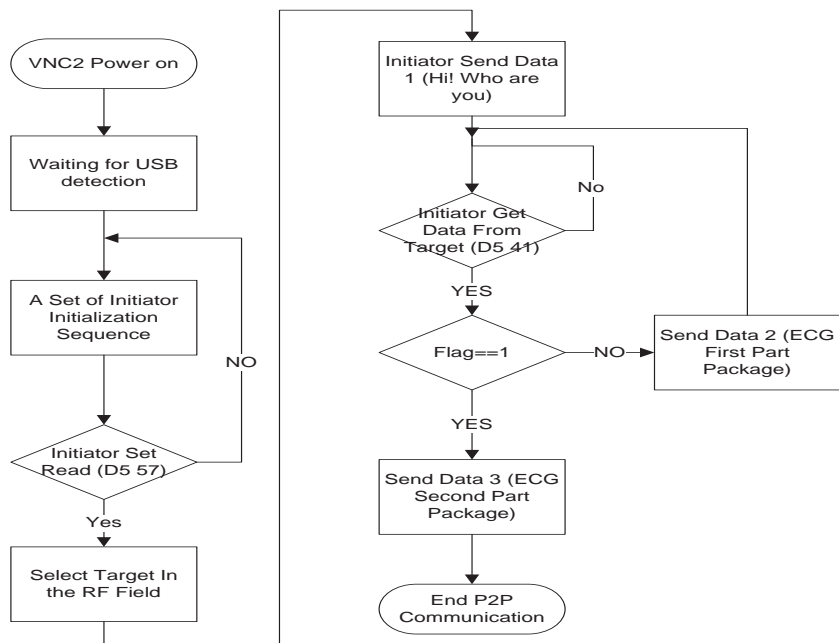 VNC2 Power on
Waiting for USB
detection
A Set of Initiator
Initialization
Sequence
NO
Initiator Set
Read (D5 57)
Yes
Select Target In
the RF Field
Initiator Send Data
1 (Hi! Who are
you)
No
Initiator Get
Data From
Target (D5 41)
YES
Flag==1
NO
Send Data 2 (ECG
First Part
Package)
YES
Send Data 3 (ECG
Second Part
Package)
End P2P
Communication